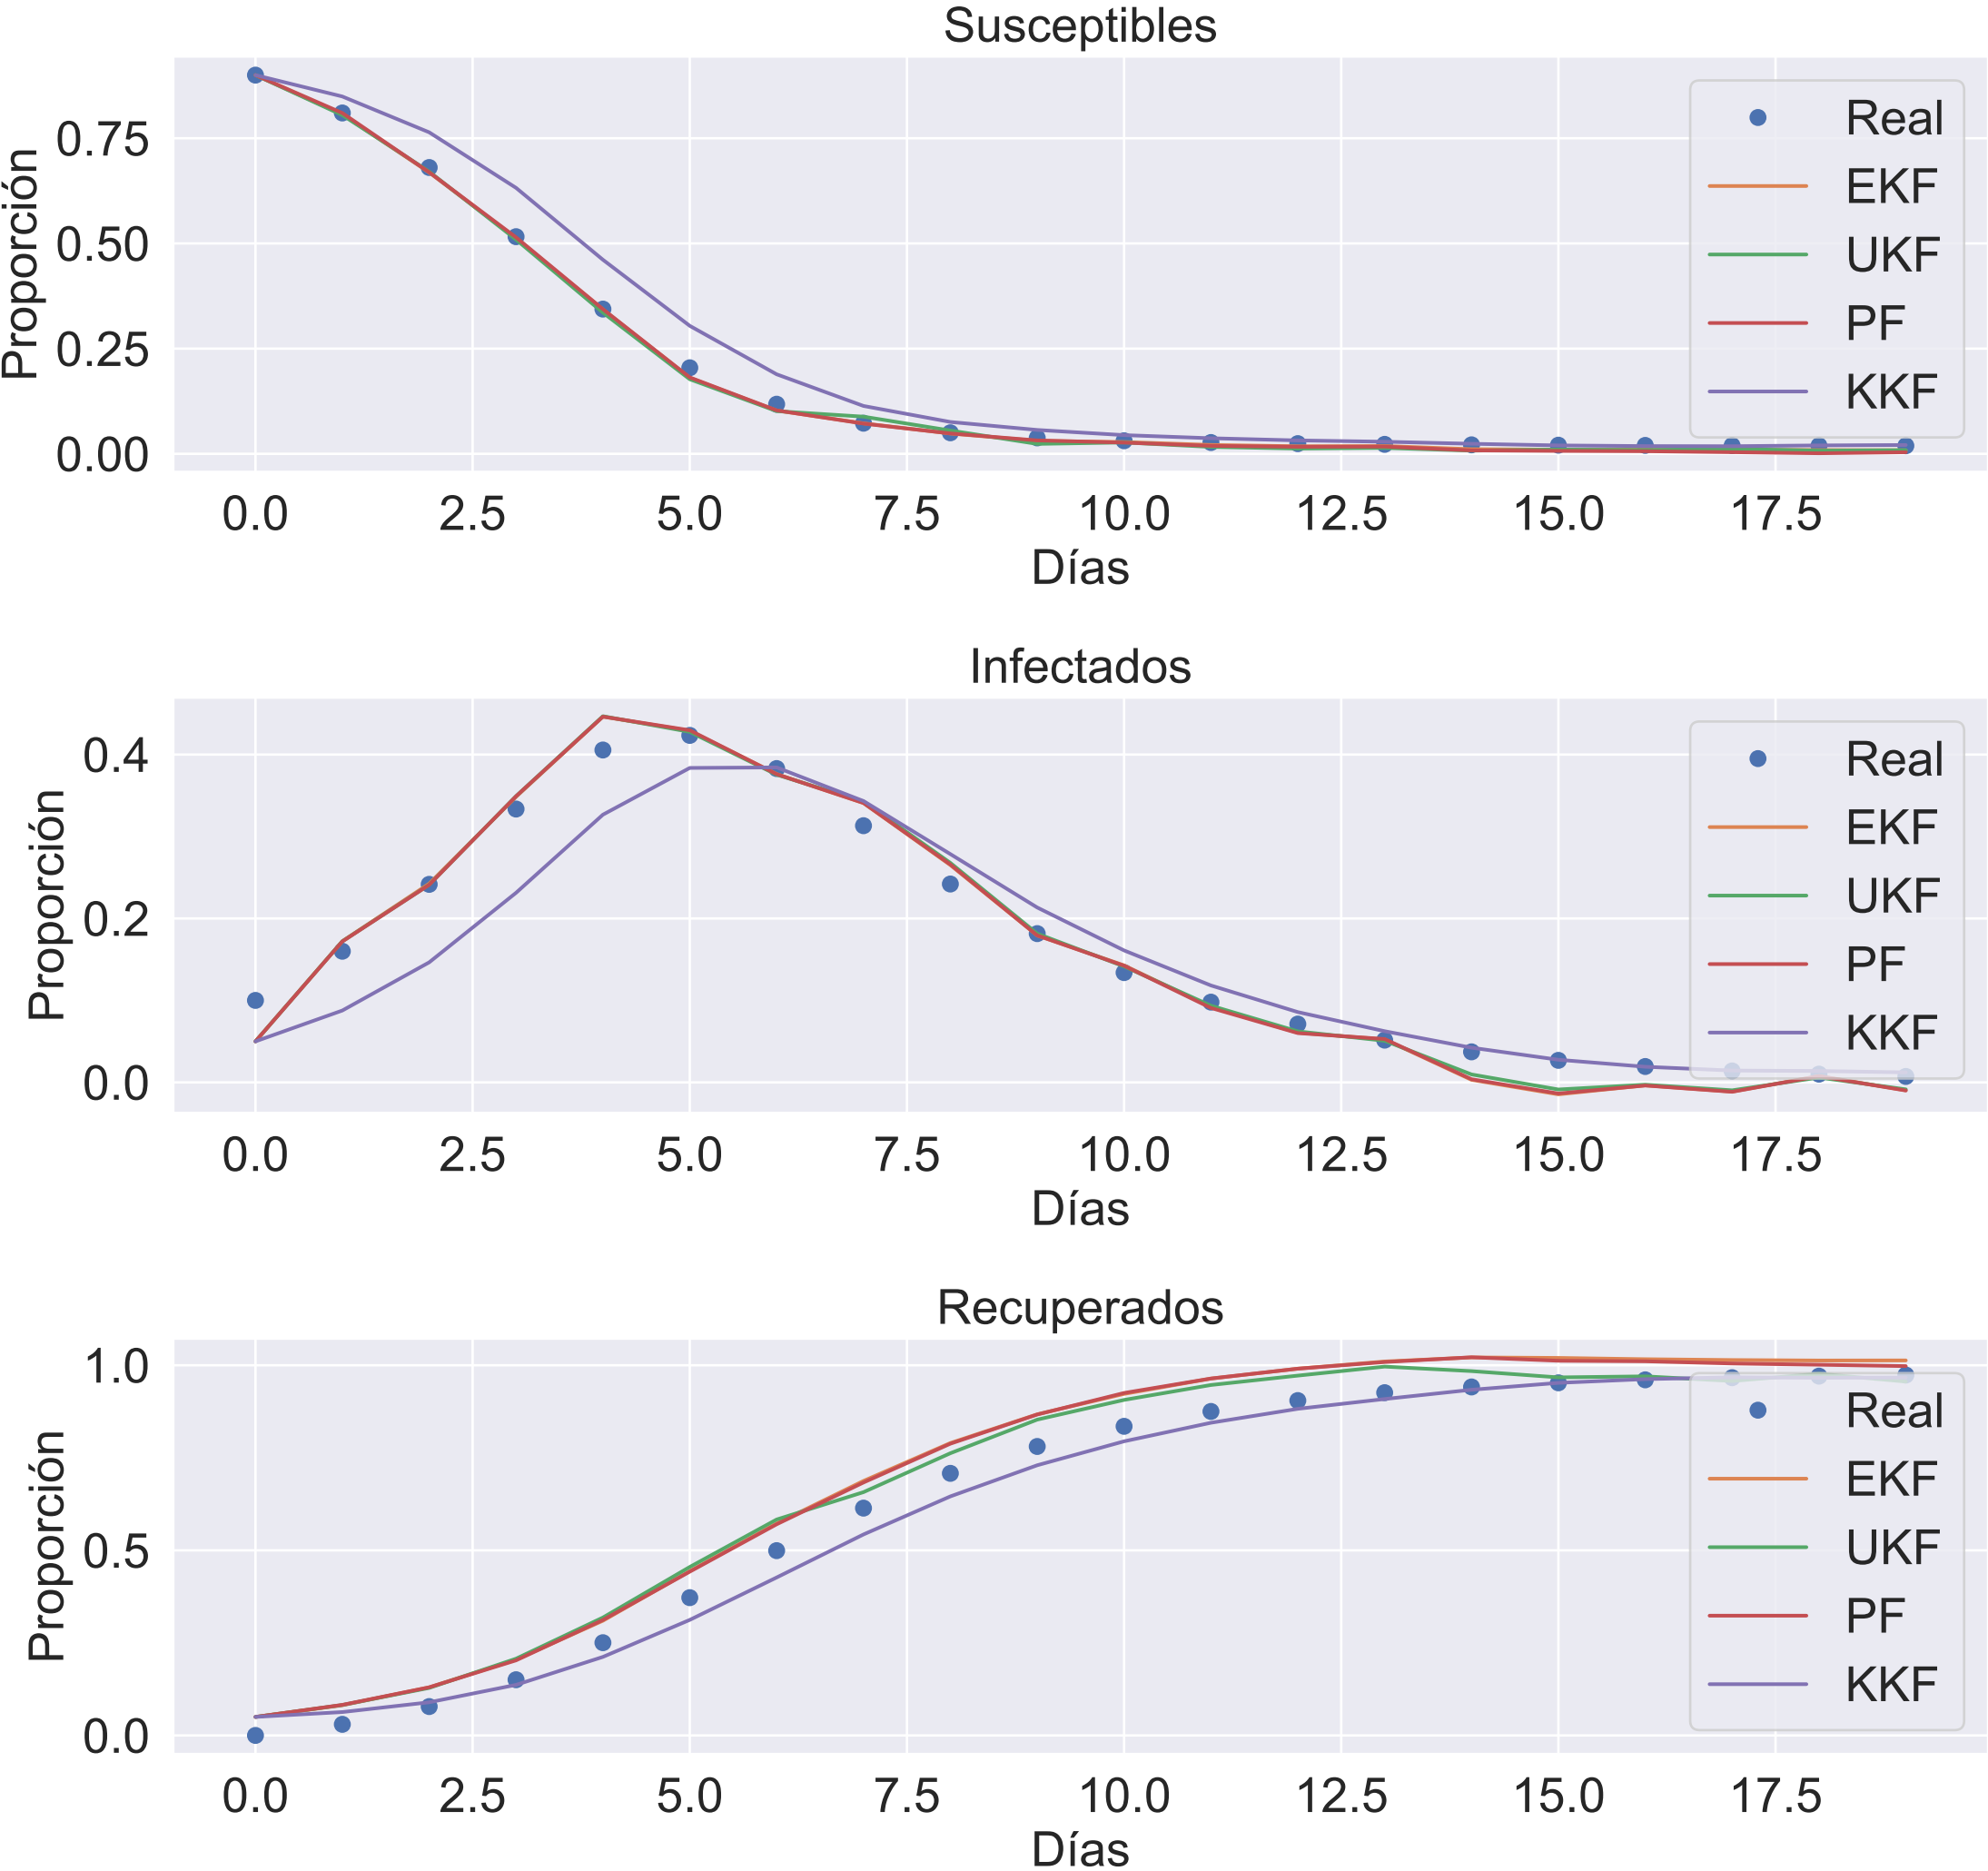 Susceptibles
Proporción
0.75
0.50
0.25
0.00
Real
EKF
UKF
PF
KKF
0.0 2.5 5.0 7.5 10.0 12.5 15.0 17.5
Días
Infectados
Proporción
0.4
0.2
0.0
Real
EKF
UKF
PF
KKF
0.0 2.5 5.0 7.5 10.0 12.5 15.0 17.5
Días
Recuperados
Proporción
1.0
0.5
0.0
Real
EKF
UKF
PF
KKF
0.0 2.5 5.0 7.5 10.0 12.5 15.0 17.5
Días